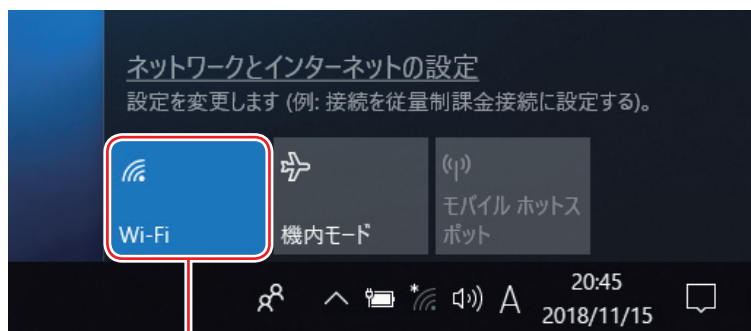 ネットワークとインターネットの設定
設定を変更します (例: 接続を従量制課金接続に設定する)。
Wi-Fi
機内モード
モバイル ホットス
ポット
A
20:45
2018/11/15